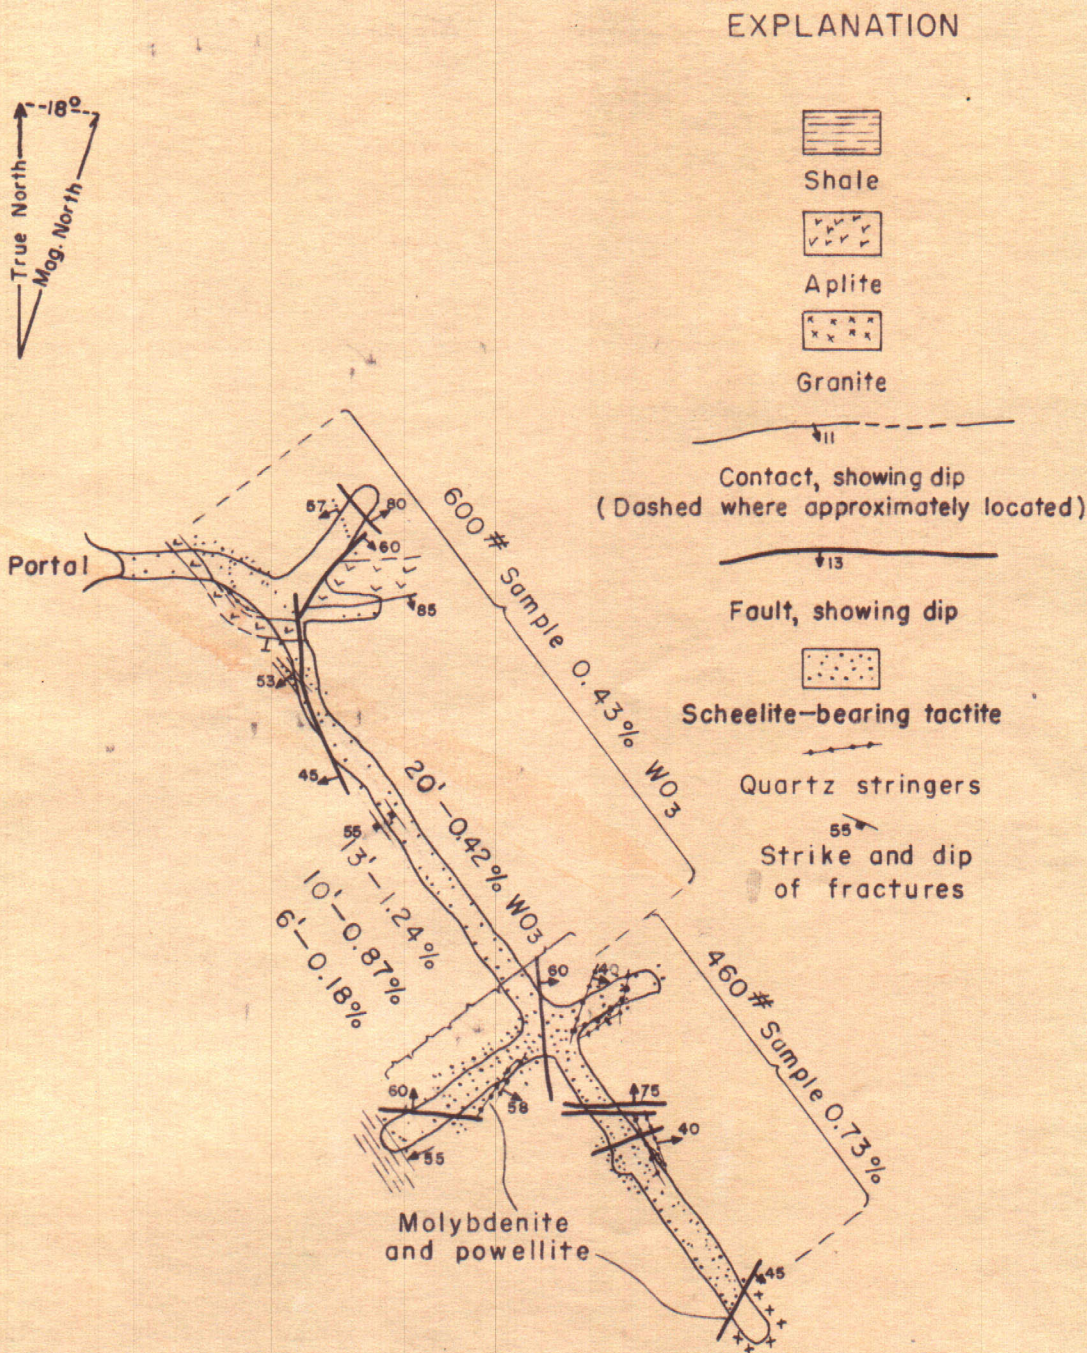 EXPLANATION
18º
True North
Mag. North
Shale
Aplite
Granite
11
Contact, showing dip
(Dashed where approximately located)
13
Fault, showing dip
Scheelite-bearing tactite
Quartz stringers
55
Strike and dip
of fractures
Portal
57
80
60
85
53
45
55
600# Sample 0.43% WO3
20'-0.42% WO3
13'-1.24%
10'-0.87%
6'-0.18%
60
40
460# Sample 0.73%
60
58
75
40
55
Molybdenite
and powellite
45